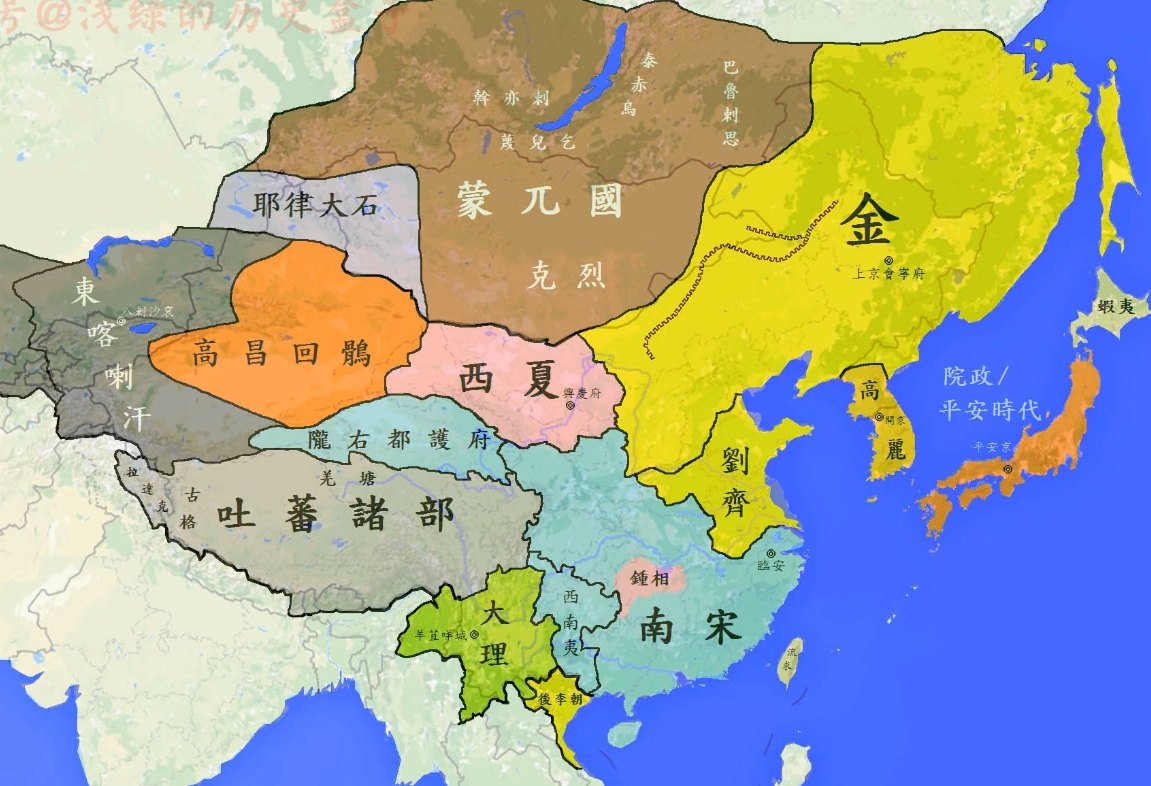 号@浅绿的历史盒子
泰赤烏
巴魯剌思
斡亦剌
蔑兒乞
蒙兀國
克烈
耶律大石
金
上京會寧府
東喀喇汗
八剌沙袞
高昌回鶻
西夏
興慶府
蝦夷
高麗
開京
院政/
平安時代
平安京
劉齊
隴右都護府
羌塘
拉達克
古格
吐蕃諸部
臨安
鍾相
南宋
西南夷
大理
羊苴咩城
後李朝
流求